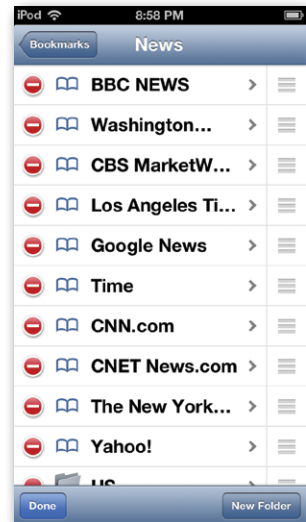 iPod 8:58 PM
Bookmarks News
BBC NEWS
Washington...
CBS MarketW...
Los Angeles Ti...
Google News
Time
CNN.com
CNET News.com
The New York...
Yahoo!
US
Done New Folder